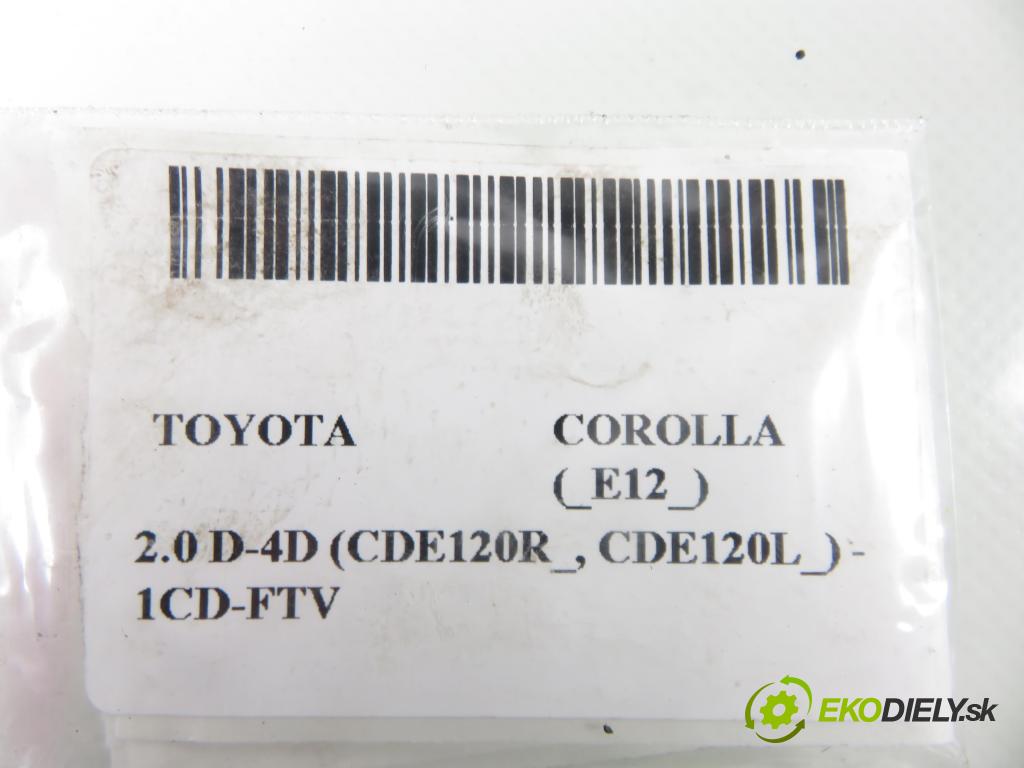 TOYOTA COROLLA
(_E12_)
2.0 D-4D (CDE120R_, CDE120L_) -
1CD-FTV
EKODIELY.sk